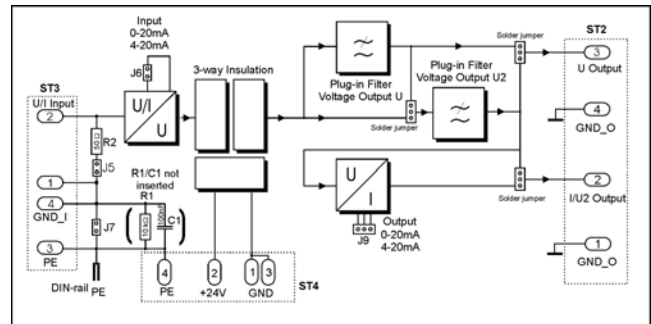 Input
0-20mA
4-20mA
J6
3-way Insulation
Plug-in Filter
Voltage Output U
Solder jumper
ST2
3
U Output
ST3
U/I Input
2
U/I
U
Plug-in Filter
Voltage Output U2
Solder jumper
4
GND_O
50Ω
R2
J5
1
4
GND_I
R1/C1 not
inserted
R1
10kΩ
100nF
C1
U
I
J9
Output
0-20mA
4-20mA
Solder jumper
2
I/U2 Output
J7
3
PE
DIN-rail
PE
4
PE
2
+24V
1
3
GND
ST4
1
GND_O